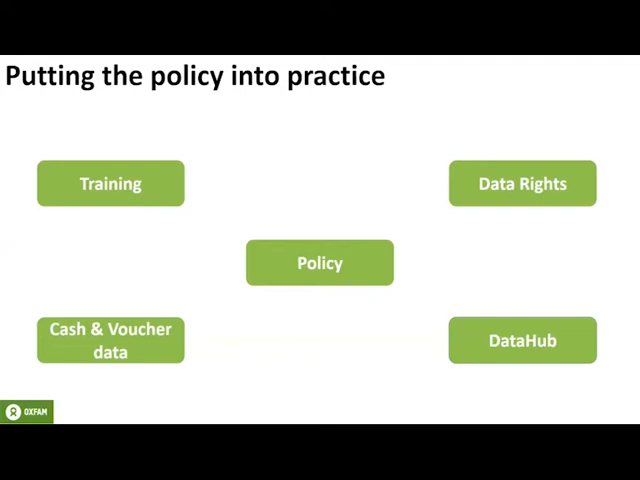 Putting the policy into practice
Training
Data Rights
Policy
Cash & Voucher
data
DataHub
OXFAM